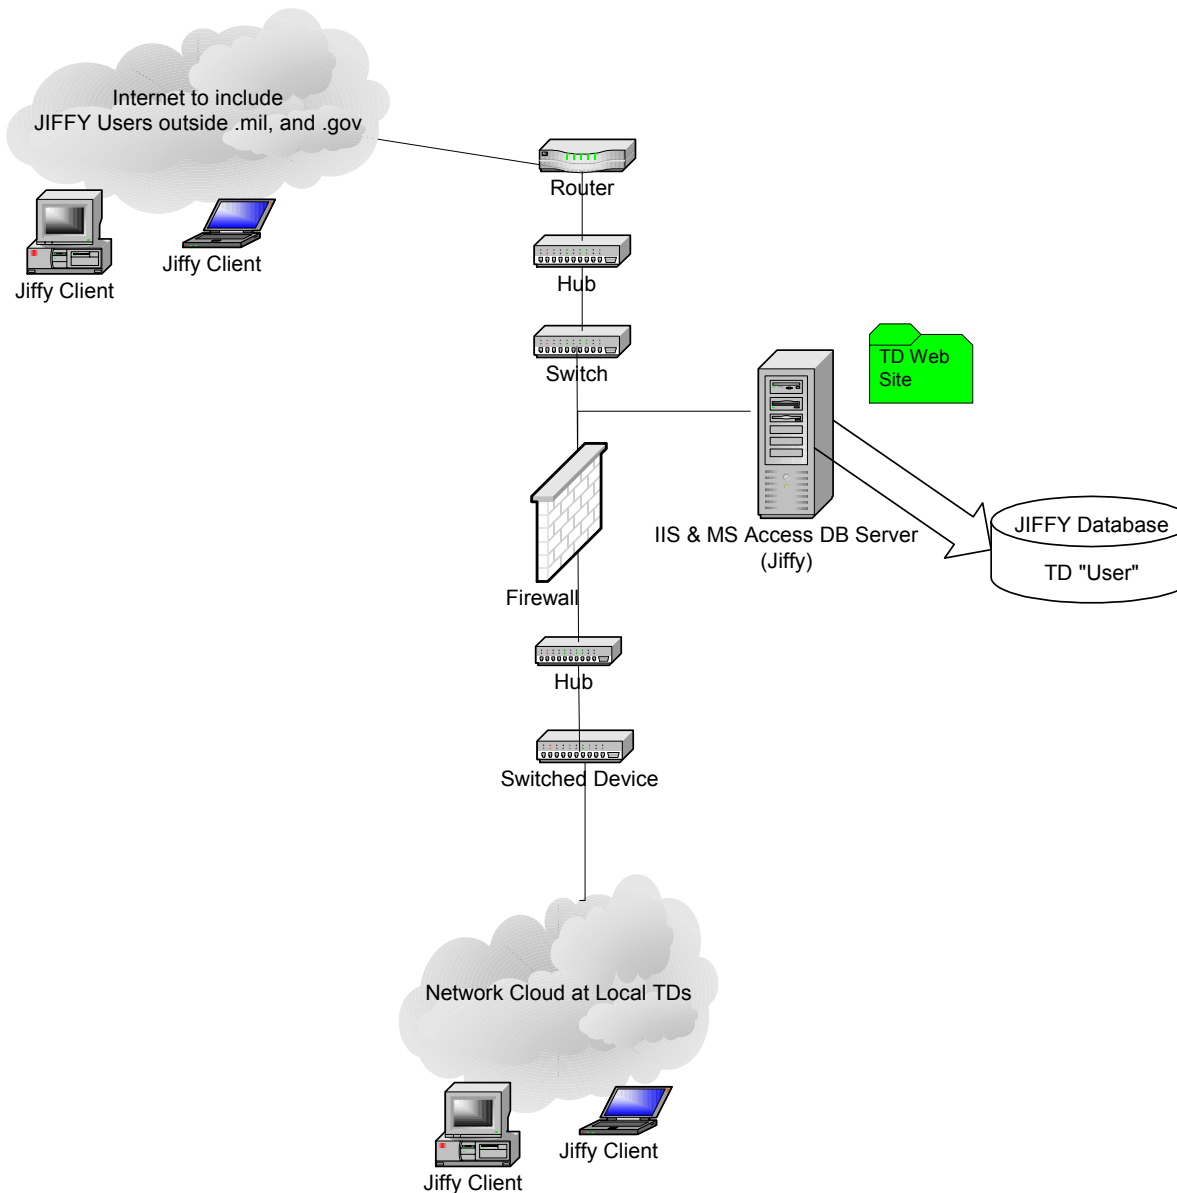 Internet to include
JIFFY Users outside .mil, and .gov
Router
Jiffy Client
Jiffy Client
Hub
Switch
TD Web
Site
IIS & MS Access DB Server
(Jiffy)
JIFFY Database
TD "User"
Firewall
Hub
Switched Device
Network Cloud at Local TDs
Jiffy Client
Jiffy Client